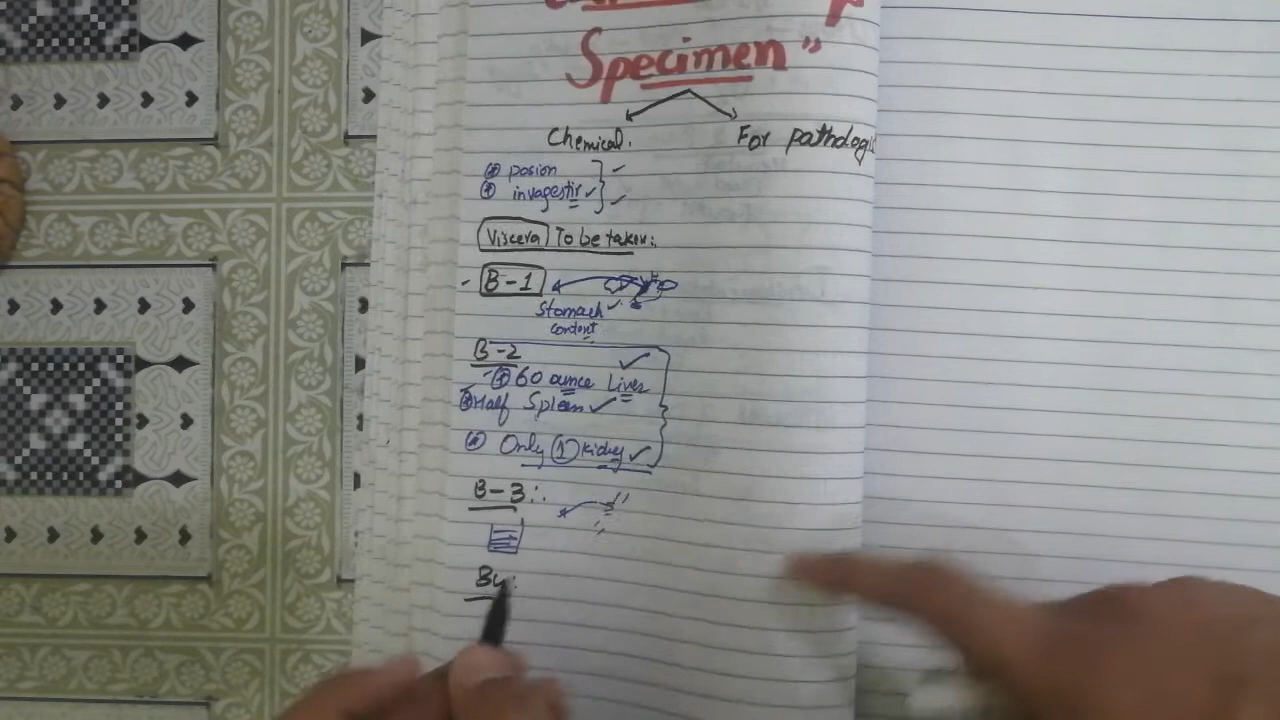 Specimen"
Chemical.
For pathologi
posion
invagestir
Viscera To be taken:
B-1
Stomach
content
B-2
60 ounce Liver
Half Spleen
Only 1 kidney
B-3:.
B4: